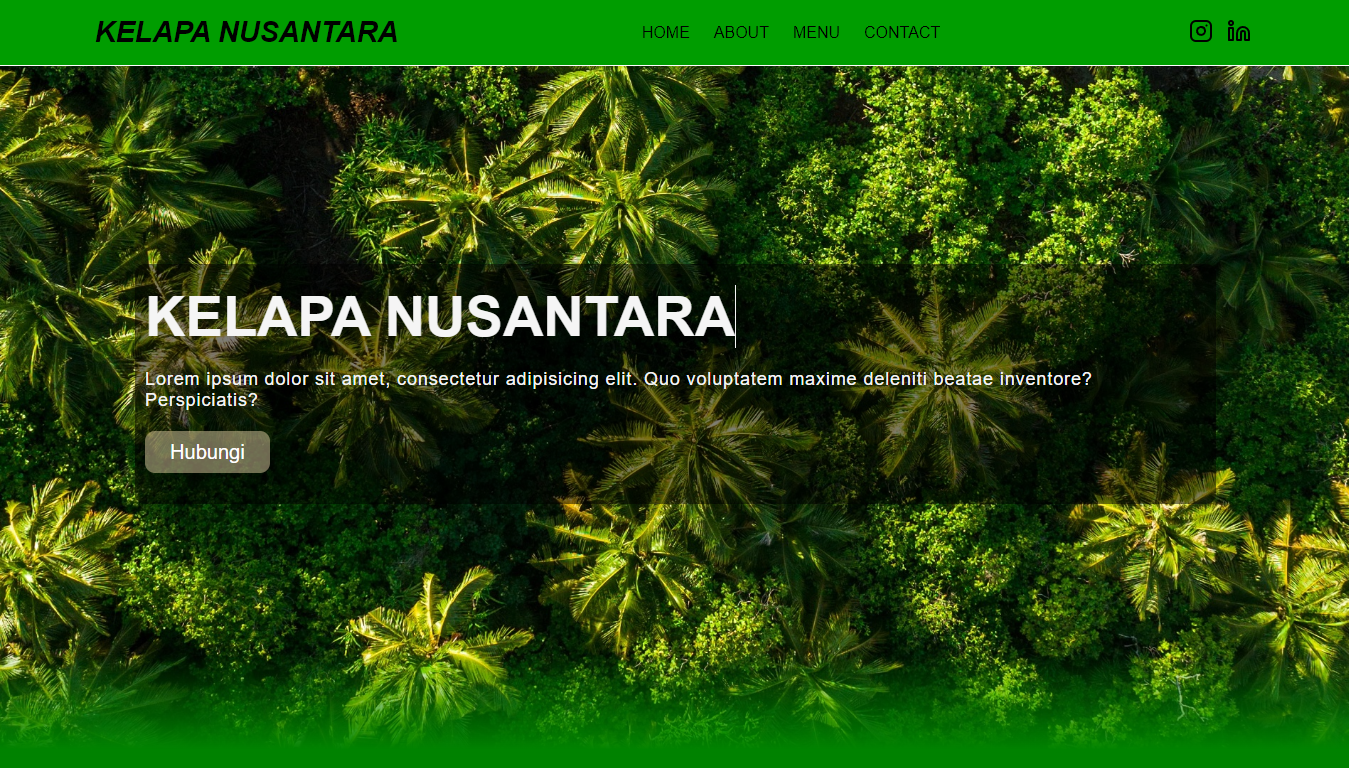 KELAPA NUSANTARA
HOME ABOUT MENU CONTACT
KELAPA NUSANTARA
Lorem ipsum dolor sit amet, consectetur adipisicing elit. Quo voluptatem maxime deleniti beatae inventore?
Perspiciatis?
Hubungi